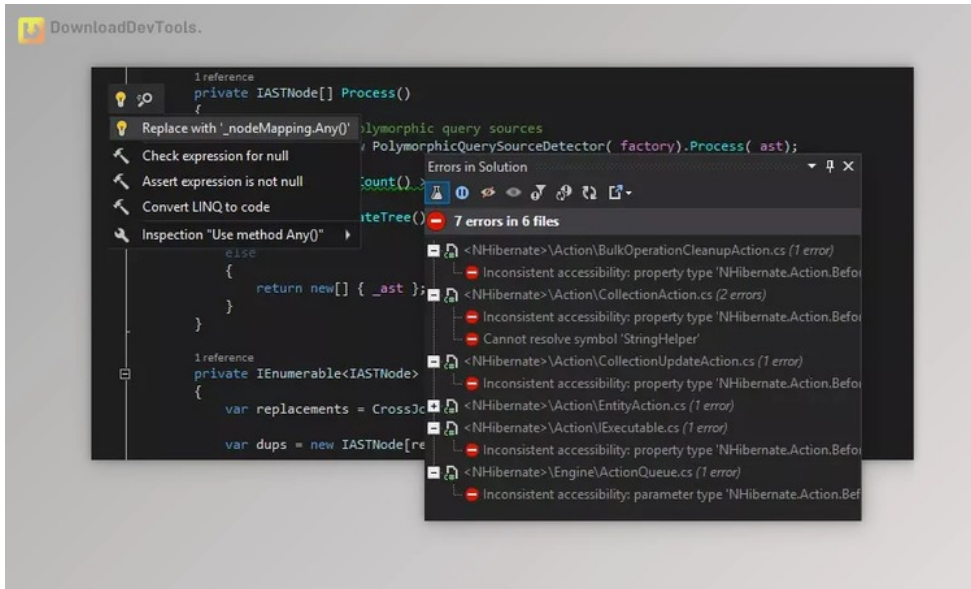 DownloadDevTools.
1 reference
private IASTNode[] Process()
{
Replace with '_nodeMapping.Any()'
Check expression for null
Assert expression is not null
Convert LINQ to code
Inspection "Use method Any()"
olymorphic query sources
PolymorphicQuerySourceDetector( factory).Process( ast);
Count() >
ateTree()
else
{
return new[] { _ast };
}
}
1 reference
private IEnumerable<IASTNode>
{
var replacements = CrossJo
var dups = new IASTNode[re
Errors in Solution
7 errors in 6 files
<NHibernate>\Action\BulkOperationCleanupAction.cs (1 error)
Inconsistent accessibility: property type 'NHibernate.Action.Befor
<NHibernate>\Action\CollectionAction.cs (2 errors)
Inconsistent accessibility: property type 'NHibernate.Action.Befor
Cannot resolve symbol 'StringHelper'
<NHibernate>\Action\CollectionUpdateAction.cs (1 error)
Inconsistent accessibility: property type 'NHibernate.Action.Befor
<NHibernate>\Action\EntityAction.cs (1 error)
<NHibernate>\Action\IExecutable.cs (1 error)
Inconsistent accessibility: property type 'NHibernate.Action.Befor
<NHibernate>\Engine\ActionQueue.cs (1 error)
Inconsistent accessibility: parameter type 'NHibernate.Action.Bef